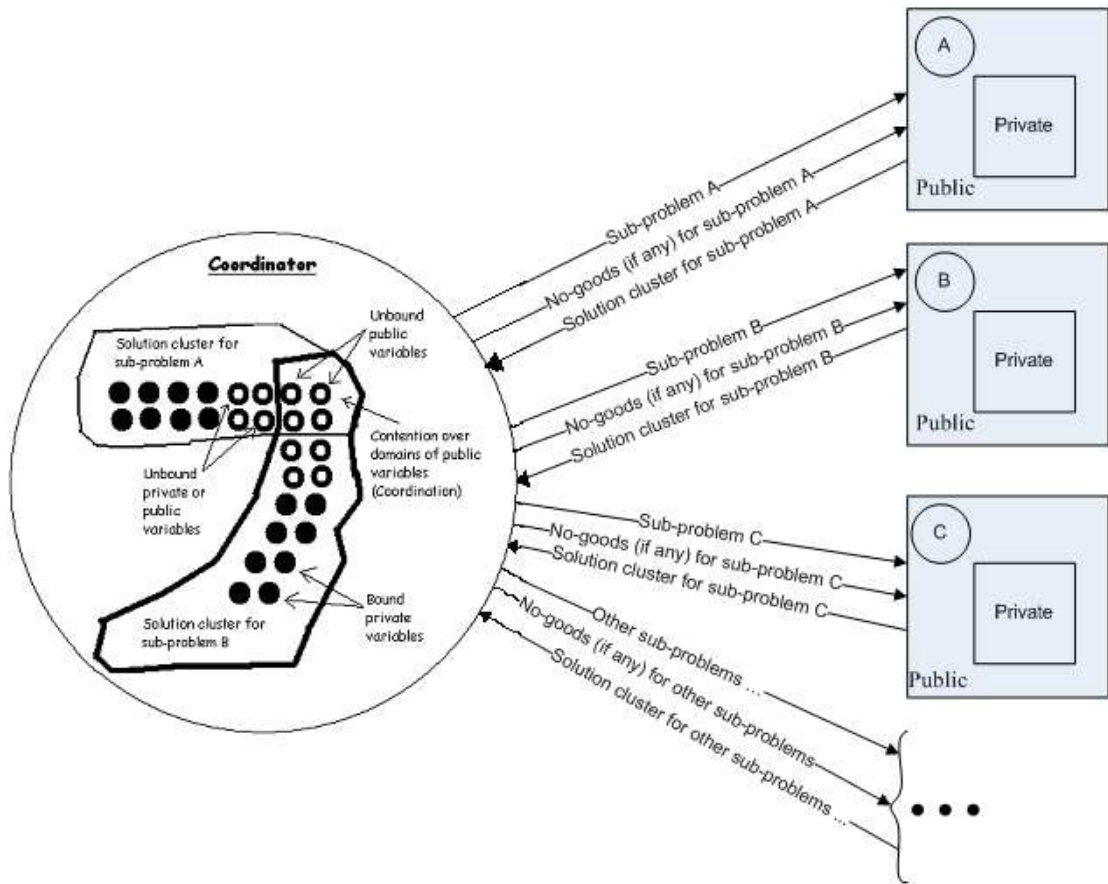 Coordinator
Solution cluster for
sub-problem A
Unbound
public
variables
Contention over
domains of public
variables
(Coordination)
Unbound
private or
public
variables
Bound
private
variables
Solution cluster for
sub-problem B
Sub-problem A
No-goods (if any) for sub-problem A
Solution cluster for sub-problem A
A
Private
Public
Sub-problem B
No-goods (if any) for sub-problem B
Solution cluster for sub-problem B
B
Private
Public
Sub-problem C
No-goods (if any) for sub-problem C
Solution cluster for sub-problem C
C
Private
Public
Other sub-problems ...
No-goods (if any) for other sub-problems
Solution cluster for other sub-problems ...